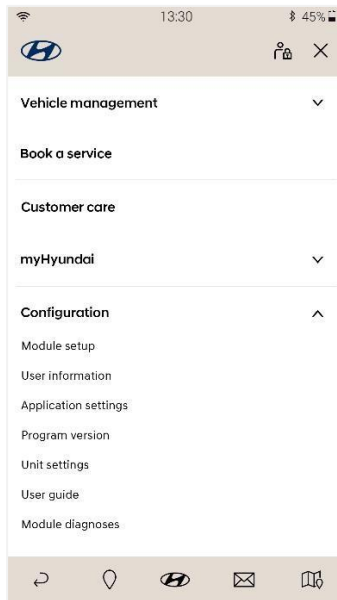 13:30
45%
Vehicle management
Book a service
Customer care
myHyundai
Configuration
Module setup
User information
Application settings
Program version
Unit settings
User guide
Module diagnoses